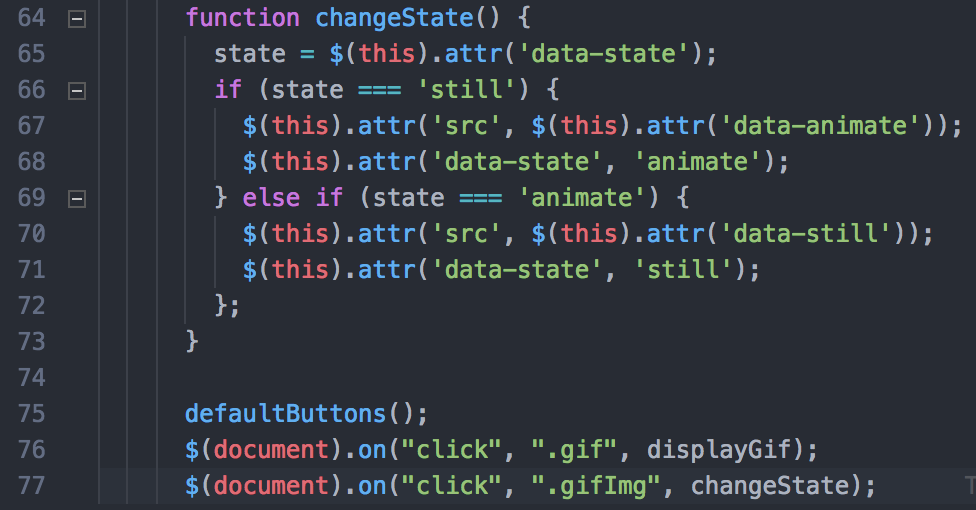 64 function changeState() {
65 state = $(this).attr('data-state');
66 if (state === 'still') {
67 $(this).attr('src', $(this).attr('data-animate'));
68 $(this).attr('data-state', 'animate');
69 } else if (state === 'animate') {
70 $(this).attr('src', $(this).attr('data-still'));
71 $(this).attr('data-state', 'still');
72 };
73 }
74
75 defaultButtons();
76 $(document).on("click", ".gif", displayGif);
77 $(document).on("click", ".gifImg", changeState);